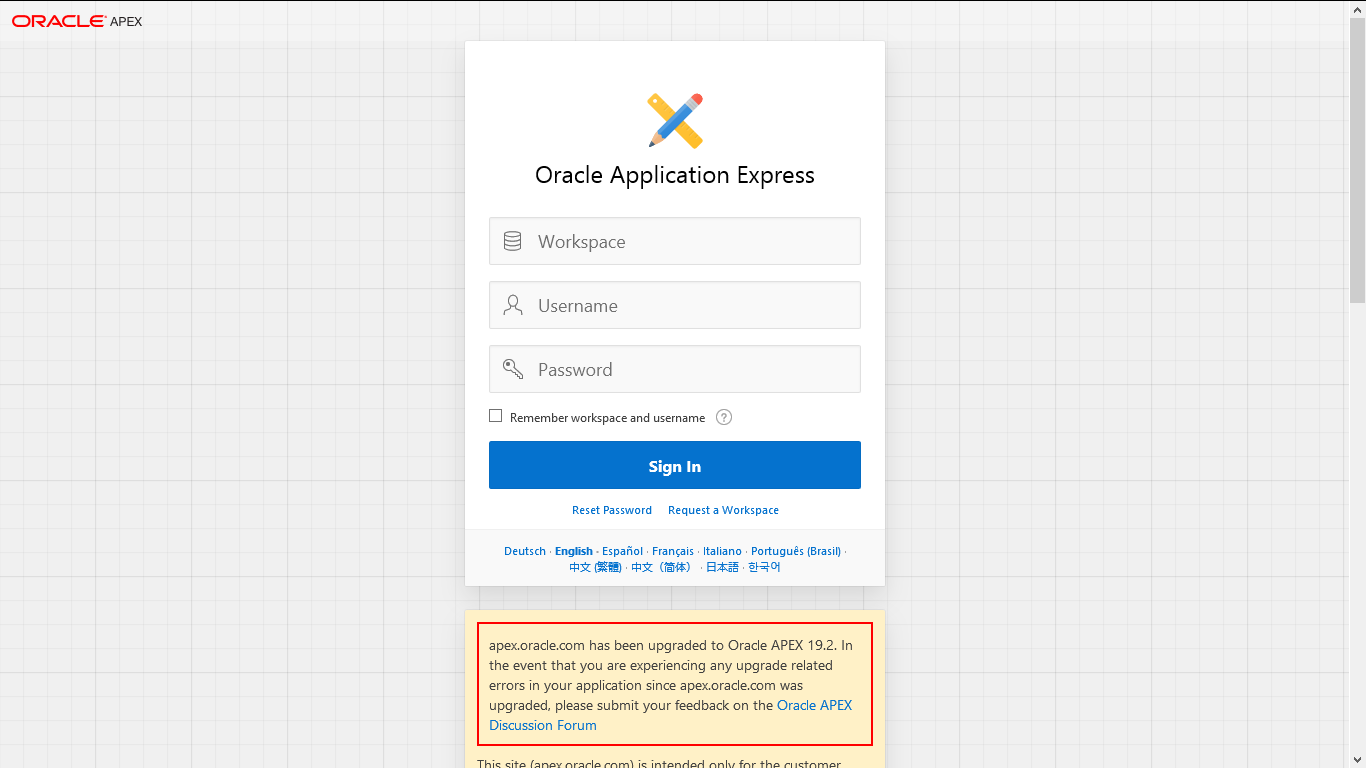 ORACLE APEX
Oracle Application Express
Workspace
Username
Password
Remember workspace and username ?
Sign In
Reset Password Request a Workspace
Deutsch · English · Español · Français · Italiano · Português (Brasil) ·
中文 (繁體) · 中文（简体） · 日本語 · 한국어
apex.oracle.com has been upgraded to Oracle APEX 19.2. In
the event that you are experiencing any upgrade related
errors in your application since apex.oracle.com was
upgraded, please submit your feedback on the Oracle APEX
Discussion Forum
This site (apex.oracle.com) is intended only for the customer